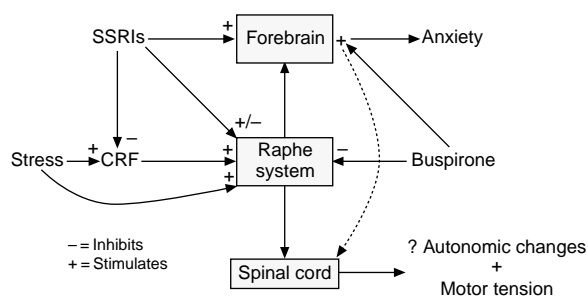 +
SSRIs
Forebrain
+
Anxiety
+/–
–
+
–
Stress
+
CRF
+
Raphe
system
Buspirone
+
– = Inhibits
+ = Stimulates
Spinal cord
? Autonomic changes
+
Motor tension